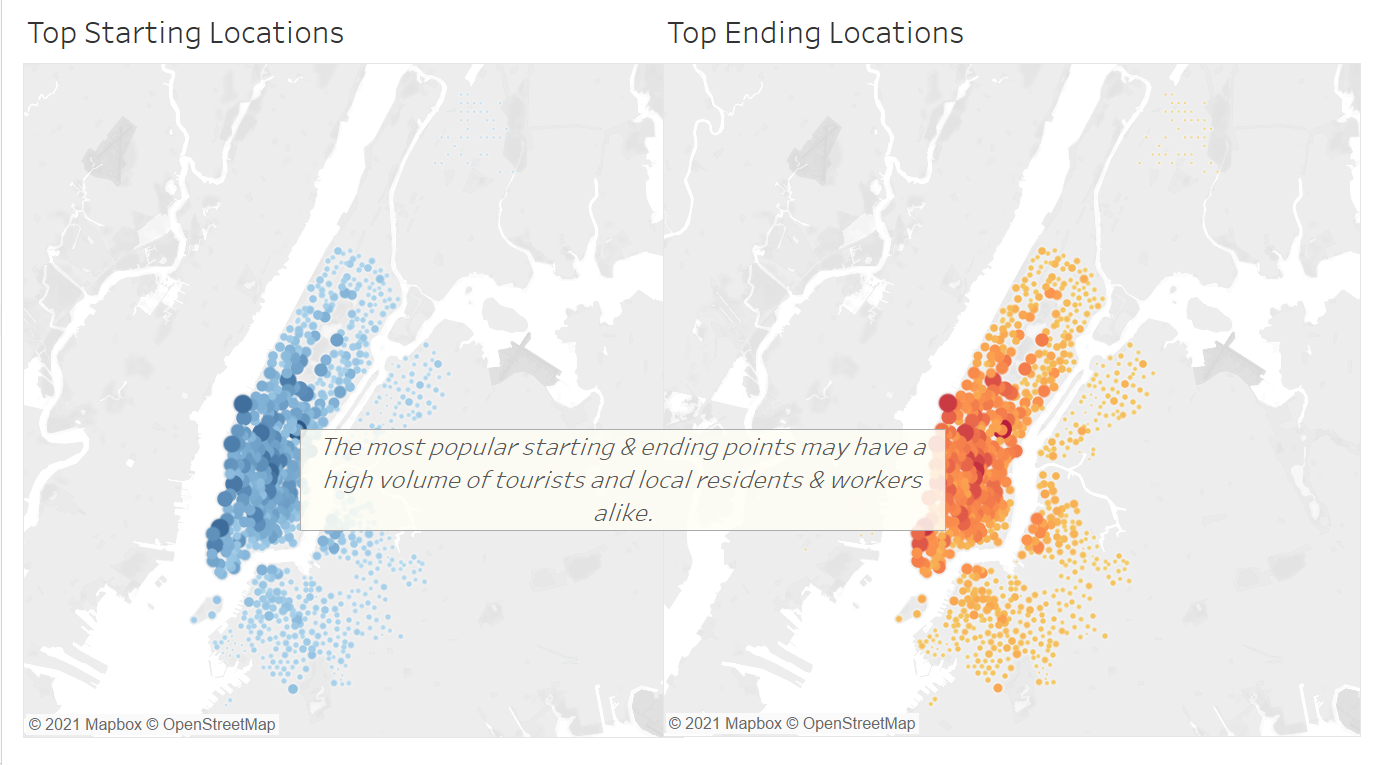 Top Starting Locations
Top Ending Locations
The most popular starting & ending points may have a
high volume of tourists and local residents & workers
alike.
© 2021 Mapbox © OpenStreetMap
© 2021 Mapbox © OpenStreetMap